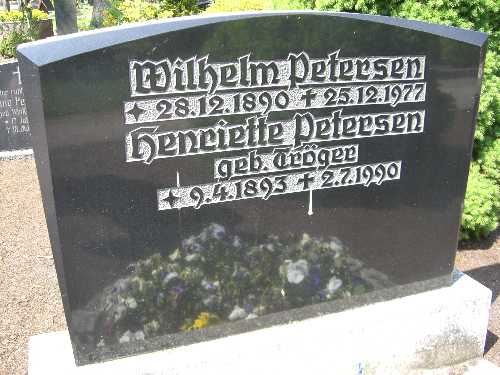 Wilhelm Petersen
✦ 28.12.1890 ✝ 25.12.1977
Henriette Petersen
geb. Tröger
✦ 9.4.1893 ✝ 2.7.1990